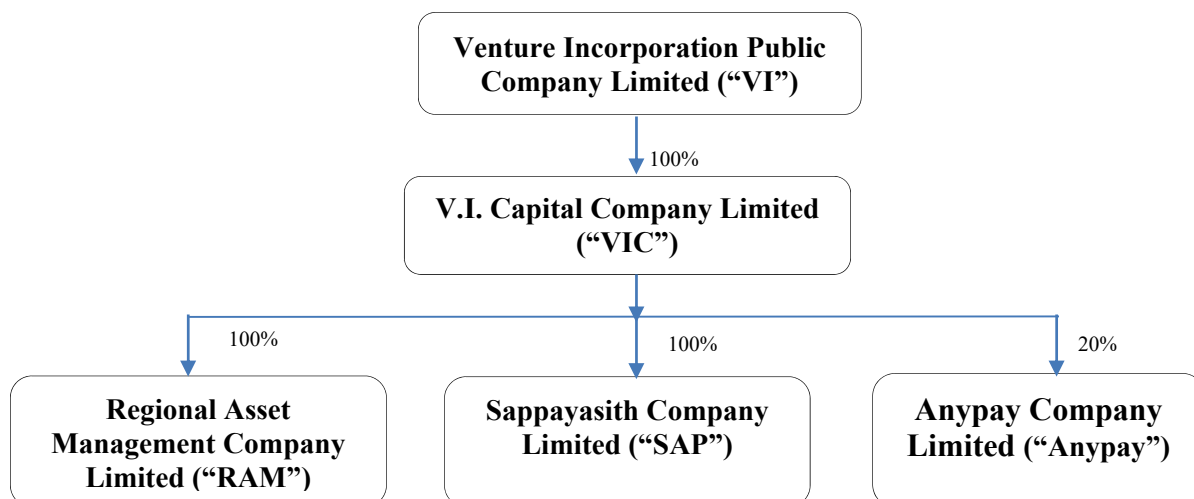 Venture Incorporation Public
Company Limited (“VI”)
100%
V.I. Capital Company Limited
(“VIC”)
100%
100%
20%
Regional Asset
Management Company
Limited (“RAM”)
Sappayasith Company
Limited (“SAP”)
Anypay Company
Limited (“Anypay”)